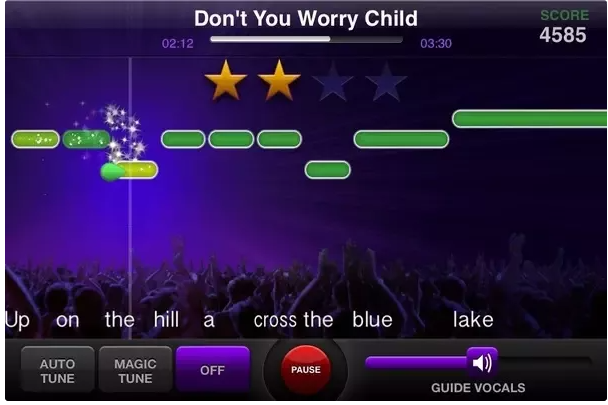 Don't You Worry Child
SCORE
4585
02:12
03:30
Up on the hill a cross the blue lake
AUTO TUNE
MAGIC TUNE
OFF
PAUSE
GUIDE VOCALS